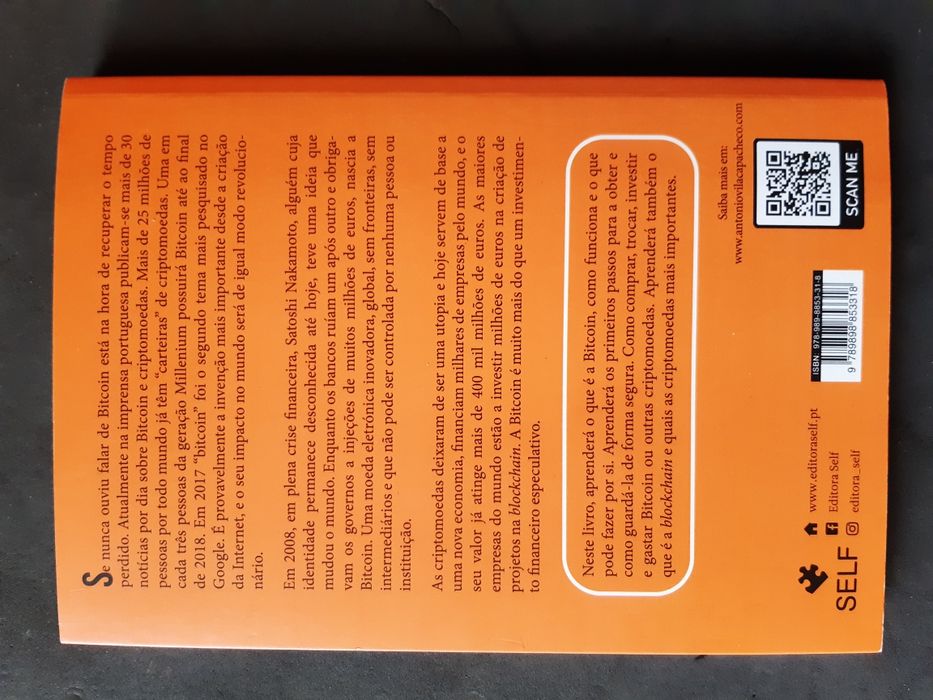 Se nunca ouviu falar de Bitcoin está na hora de recuperar o tempo
perdido. Atualmente na imprensa portuguesa publicam-se mais de 30
notícias por dia sobre Bitcoin e criptomoedas. Mais de 25 milhões de
pessoas por todo mundo já têm “carteiras” de criptomoedas. Uma em
cada três pessoas da geração Millenium possuirá Bitcoin até ao final
de 2018. Em 2017 “bitcoin” foi o segundo tema mais pesquisado no
Google. É provavelmente a invenção mais importante desde a criação
da Internet, e o seu impacto no mundo será de igual modo revolucio-
nário.
Em 2008, em plena crise financeira, Satoshi Nakamoto, alguém cuja
identidade permanece desconhecida até hoje, teve uma ideia que
mudou o mundo. Enquanto os bancos ruíam um após outro e obriga-
vam os governos a injeções de muitos milhões de euros, nascia a
Bitcoin. Uma moeda eletrónica inovadora, global, sem fronteiras, sem
intermediários e que não pode ser controlada por nenhuma pessoa ou
instituição.
As criptomoedas deixaram de ser uma utopia e hoje servem de base a
uma nova economia, financiam milhares de empresas pelo mundo, e o
seu valor já atinge mais de 400 mil milhões de euros. As maiores
empresas do mundo estão a investir milhões de euros na criação de
projetos na blockchain. A Bitcoin é muito mais do que um investimen-
to financeiro especulativo.
Neste livro, aprenderá o que é a Bitcoin, como funciona e o que
pode fazer por si. Aprenderá os primeiros passos para a obter e
como guardá-la de forma segura. Como comprar, trocar, investir
e gastar Bitcoin ou outras criptomoedas. Aprenderá também o
que é a blockchain e quais as criptomoedas mais importantes.
Saiba mais em:
www.antoniovilacapacheco.com
SCAN ME
ISBN 978-989-8853-31-8
9 789898 853318
www.editoraself.pt
Editora Self
editora_self
SELF